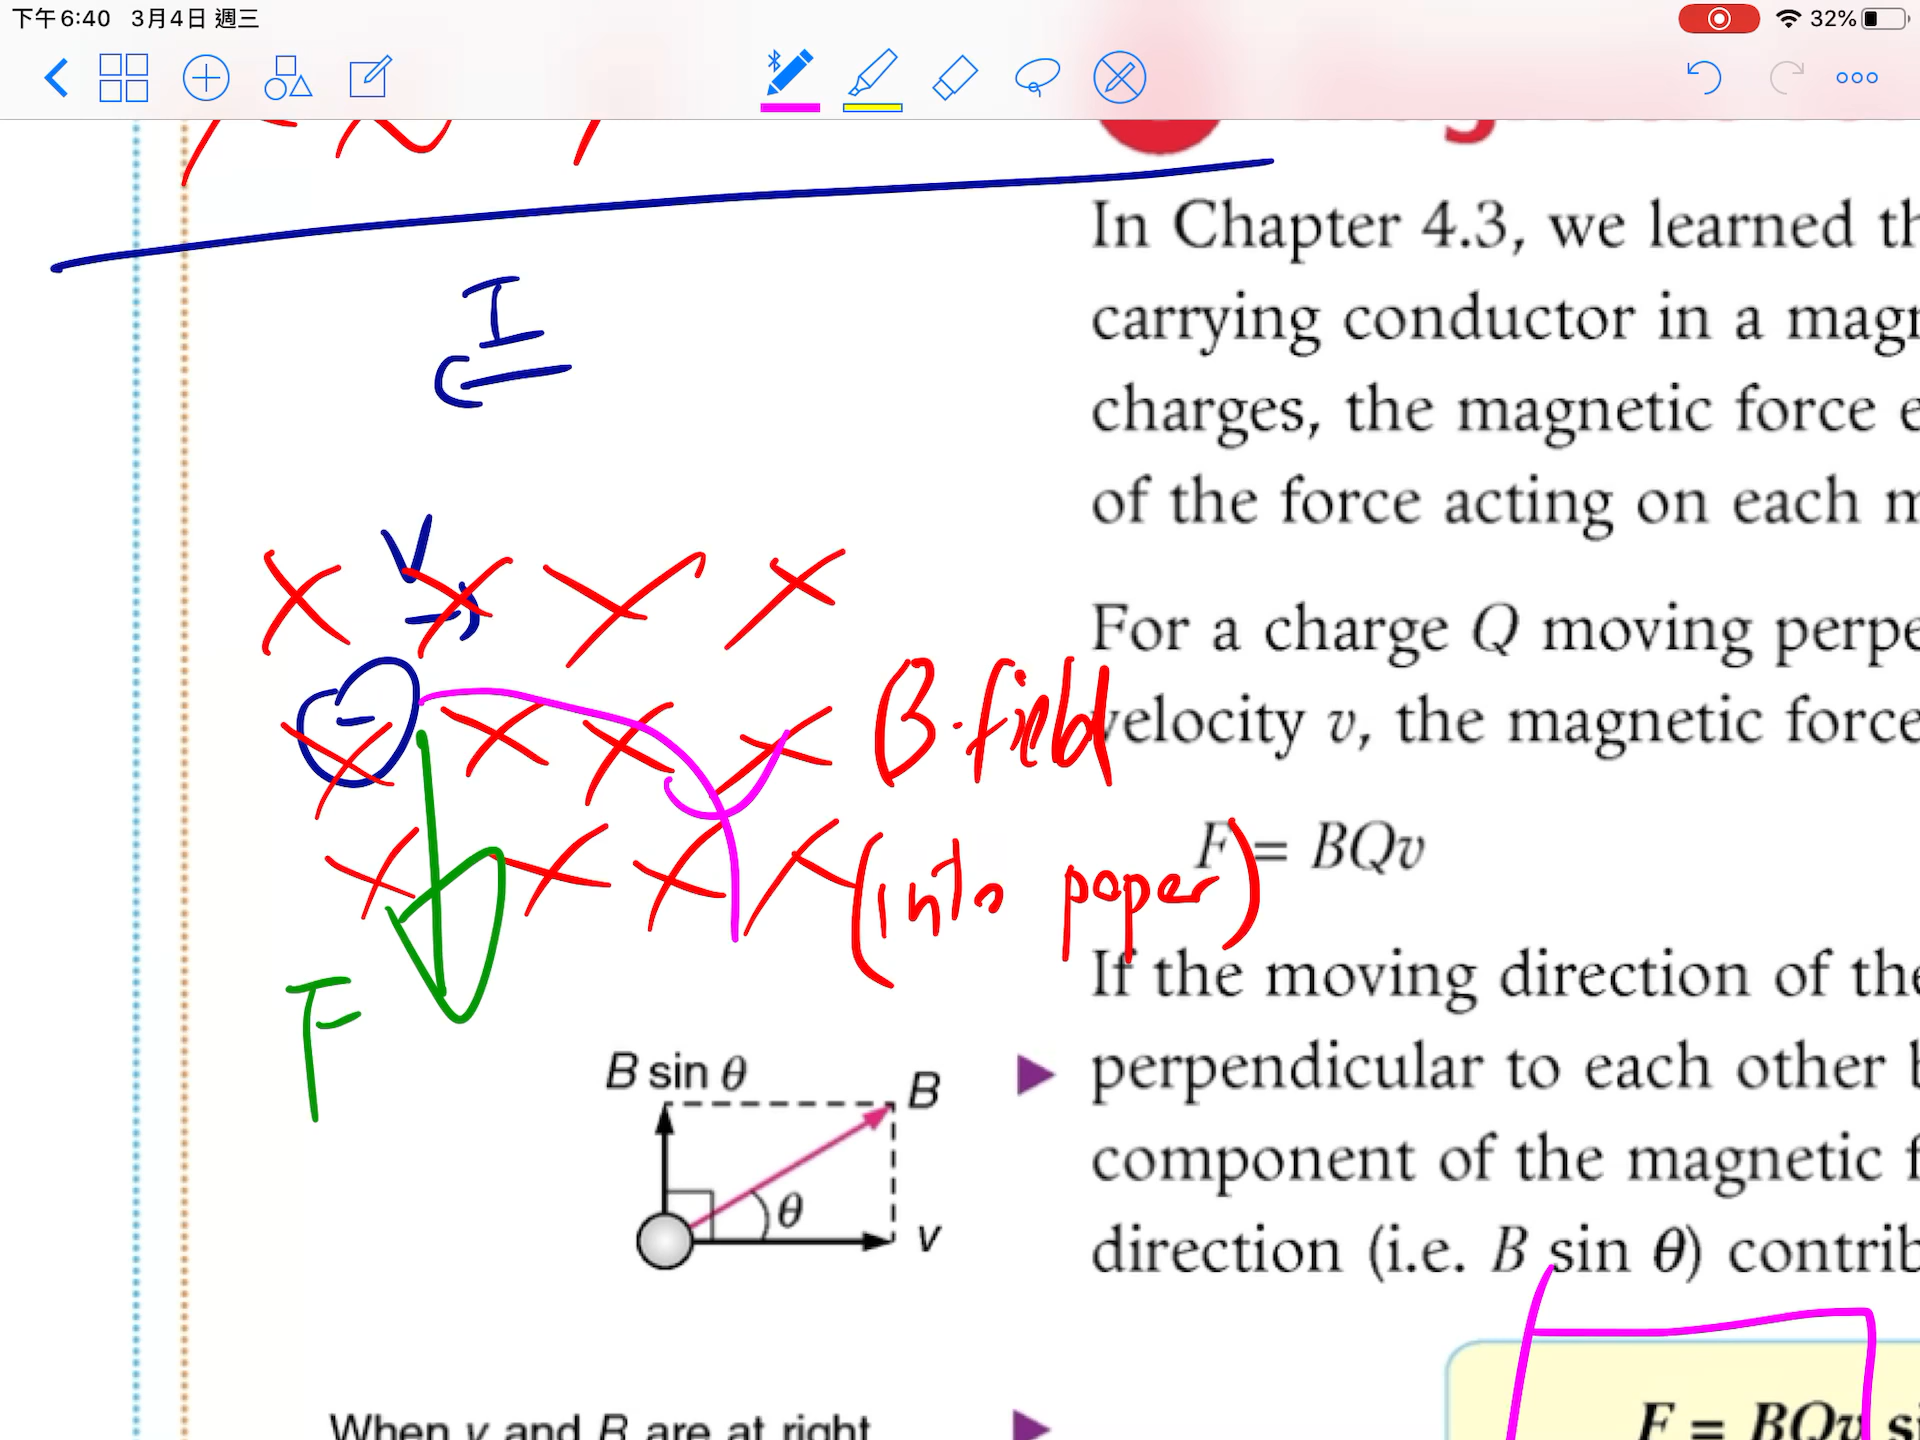 下午6:40 3月4日 週三
32%
In Chapter 4.3, we learned th
I
carrying conductor in a magn
charges, the magnetic force e
of the force acting on each m
V
For a charge Q moving perpe
B-field
velocity v, the magnetic force
F = BQv
(into paper)
If the moving direction of the
F
B sin θ
B
perpendicular to each other b
component of the magnetic f
θ
v
direction (i.e. B sin θ) contrib
When v and B are at right
F = BQv si